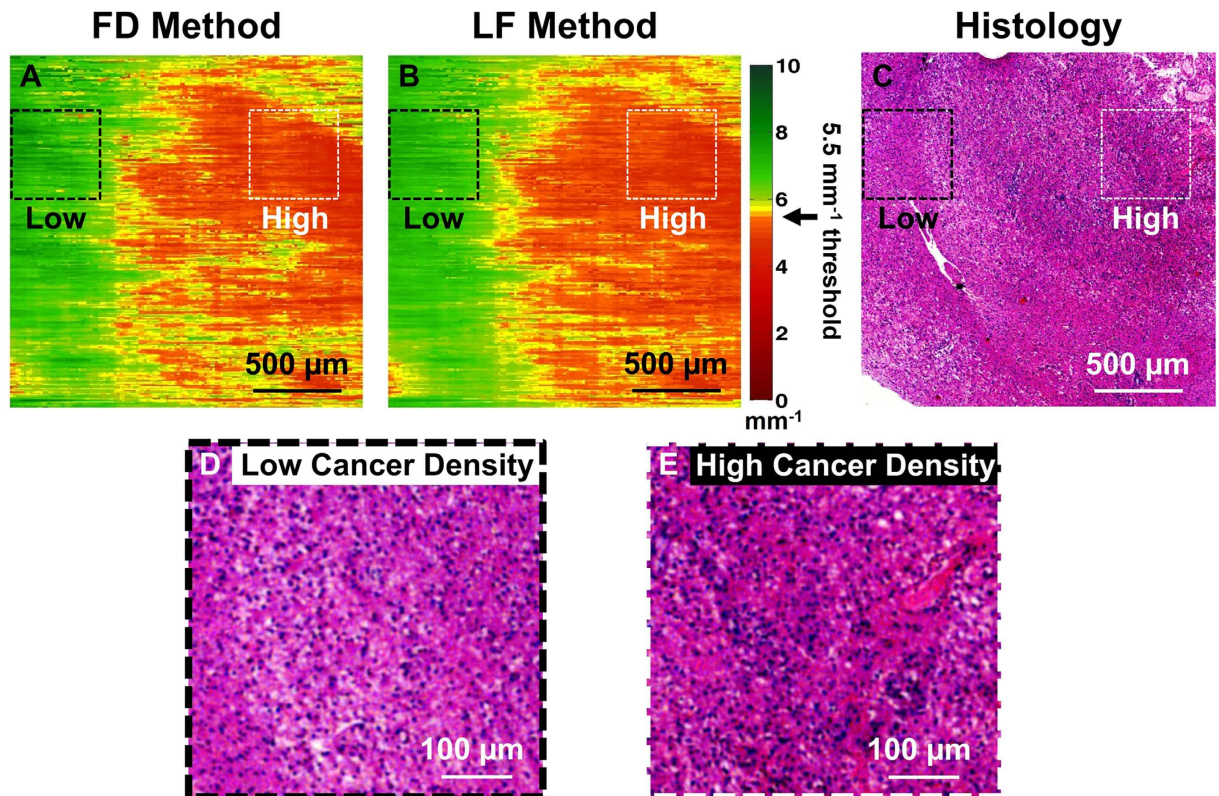 FD Method
LF Method
Histology
A
Low
High
500 µm
B
Low
High
500 µm
10
8
6
4
2
0
mm⁻¹
5.5 mm⁻¹ threshold
C
Low
High
500 µm
D
Low Cancer Density
100 µm
E
High Cancer Density
100 µm